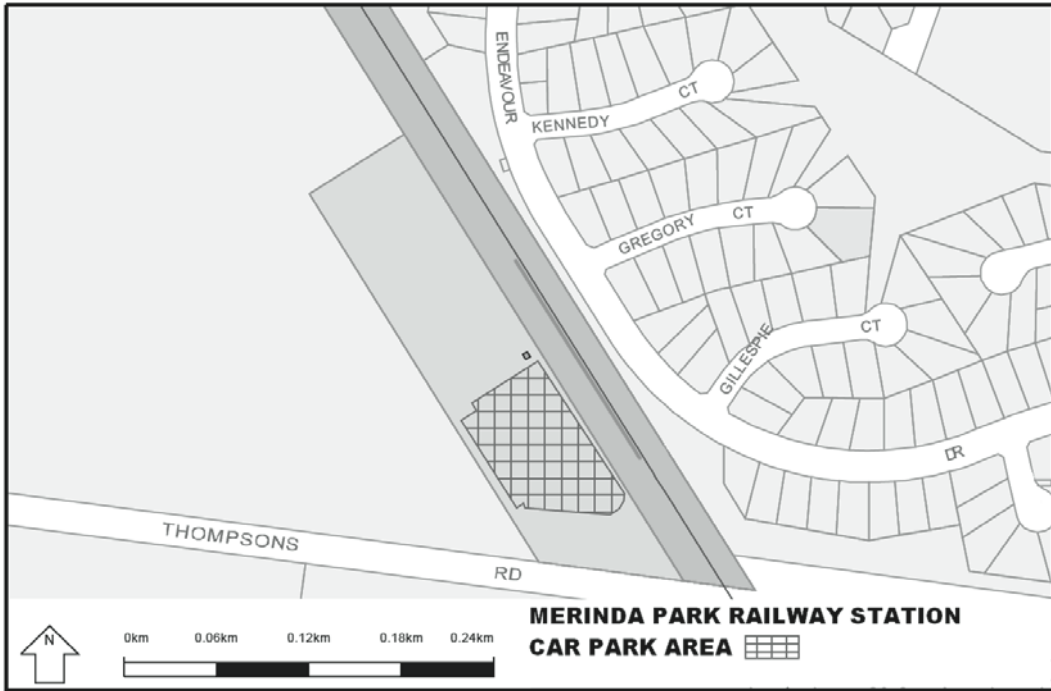 ENDEAVOUR
KENNEDY CT
GREGORY CT
GILLESPIE CT
DR
THOMPSONS RD
N
0km 0.06km 0.12km 0.18km 0.24km
MERINDA PARK RAILWAY STATION
CAR PARK AREA